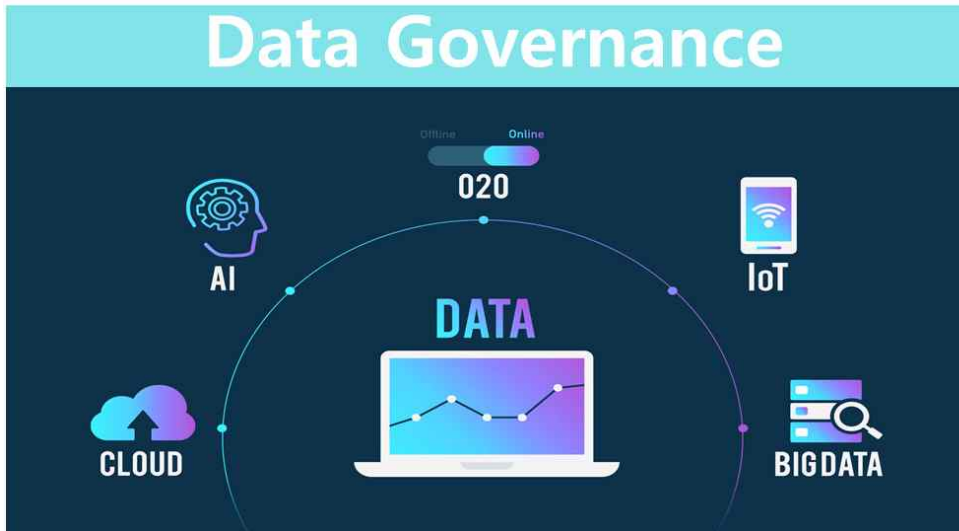 Data Governance
Offline Online
O2O
AI
IoT
DATA
CLOUD
BIGDATA